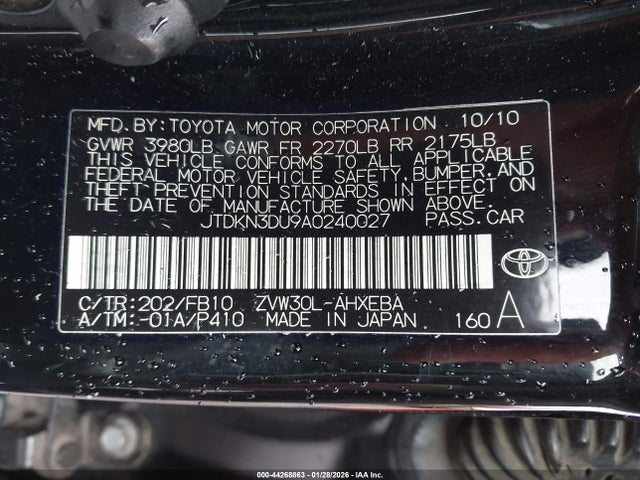 MFD. BY: TOYOTA MOTOR CORPORATION 10/10
GVWR 3980LB GAWR FR 2270LB RR 2175LB
THIS VEHICLE CONFORMS TO ALL APPLICABLE
FEDERAL MOTOR VEHICLE SAFETY, BUMPER, AND
THEFT PREVENTION STANDARDS IN EFFECT ON
THE DATE OF MANUFACTURE SHOWN ABOVE.
JTDKN3DU9A0240027 PASS. CAR
C/TR: 202/FB10 ZVW30L-AHXEBA
A/TM: -01A/P410 MADE IN JAPAN 160 A
000-44268863 | 01/28/2026 | IAA Inc.